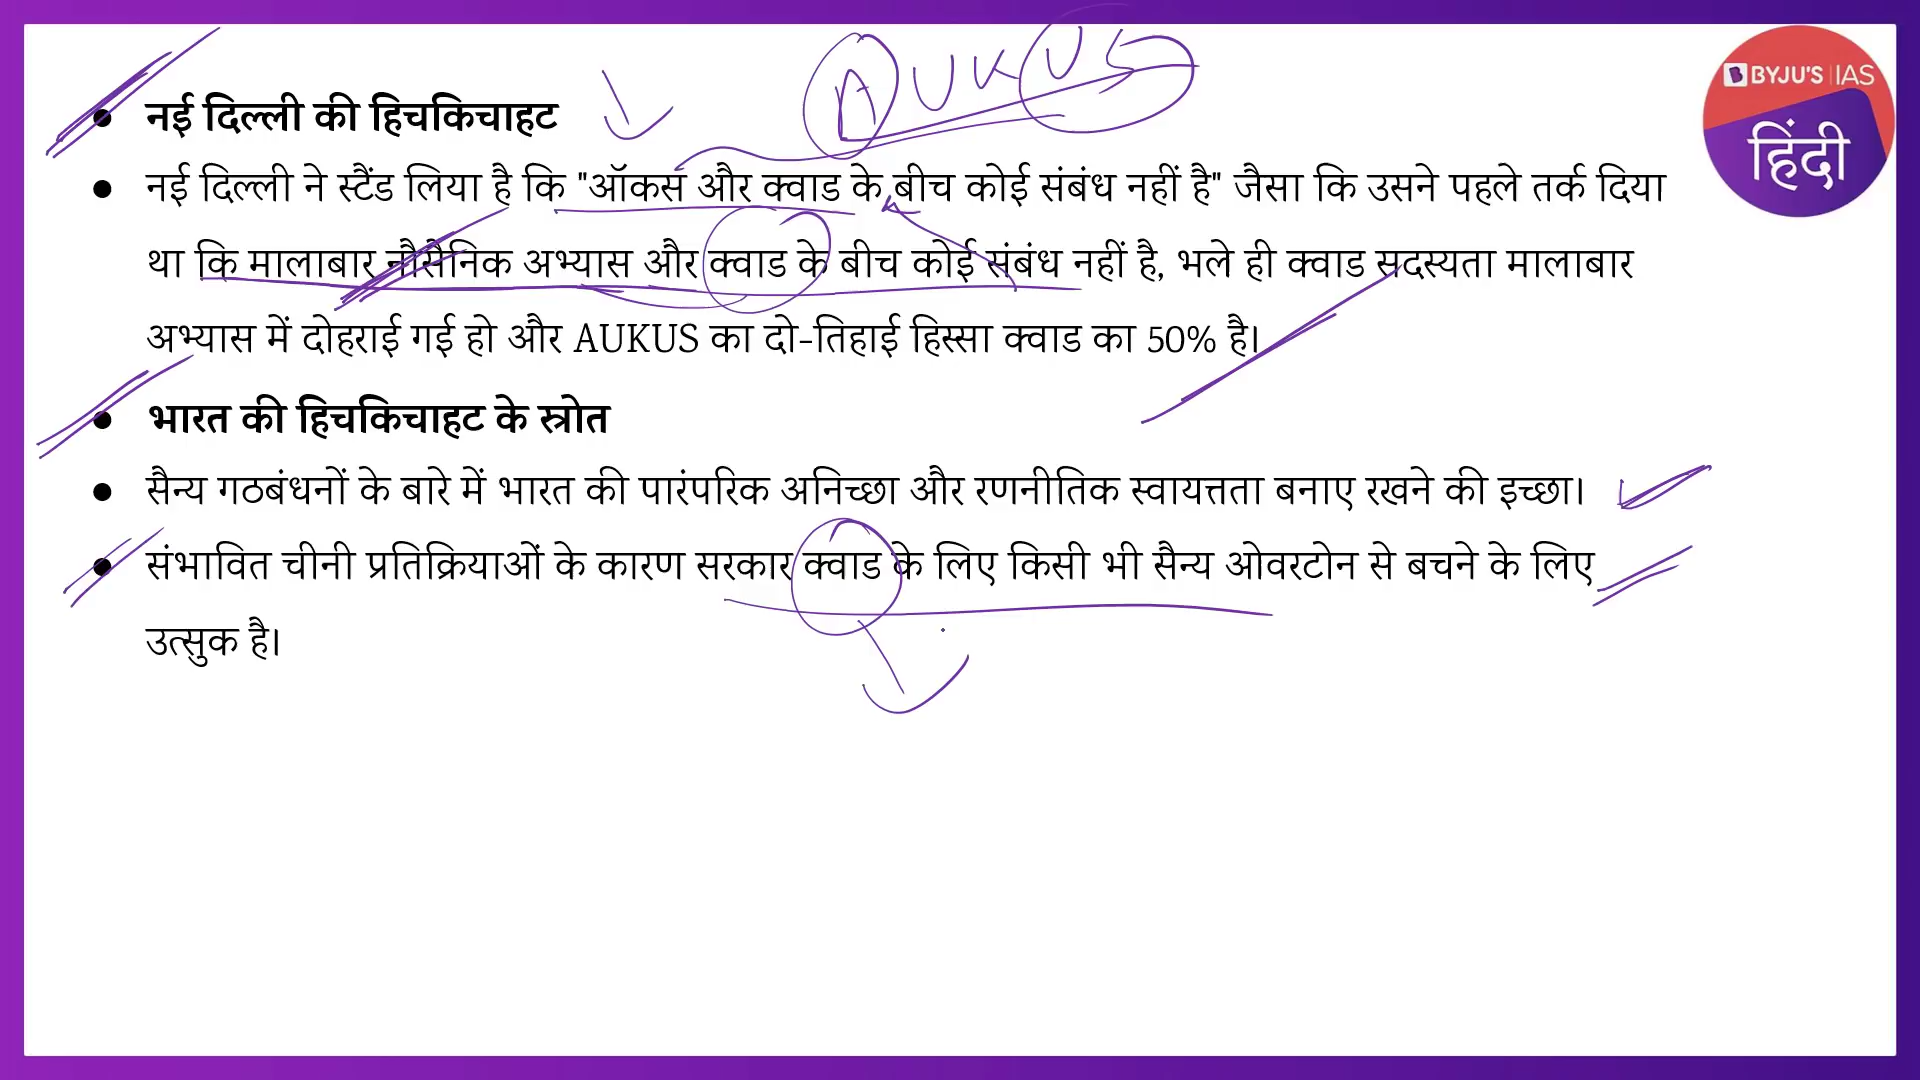 AUKUS
BYJU'S IAS
हिंदी
नई दिल्ली की हिचकिचाहट
नई दिल्ली ने स्टैंड लिया है कि "ऑकस और क्वाड के बीच कोई संबंध नहीं है" जैसा कि उसने पहले तर्क दिया
था कि मालाबार नौसैनिक अभ्यास और क्वाड के बीच कोई संबंध नहीं है, भले ही क्वाड सदस्यता मालाबार
अभ्यास में दोहराई गई हो और AUKUS का दो-तिहाई हिस्सा क्वाड का 50% है।
भारत की हिचकिचाहट के स्रोत
सैन्य गठबंधनों के बारे में भारत की पारंपरिक अनिच्छा और रणनीतिक स्वायत्तता बनाए रखने की इच्छा।
संभावित चीनी प्रतिक्रियाओं के कारण सरकार क्वाड के लिए किसी भी सैन्य ओवरटोन से बचने के लिए
उत्सुक है।